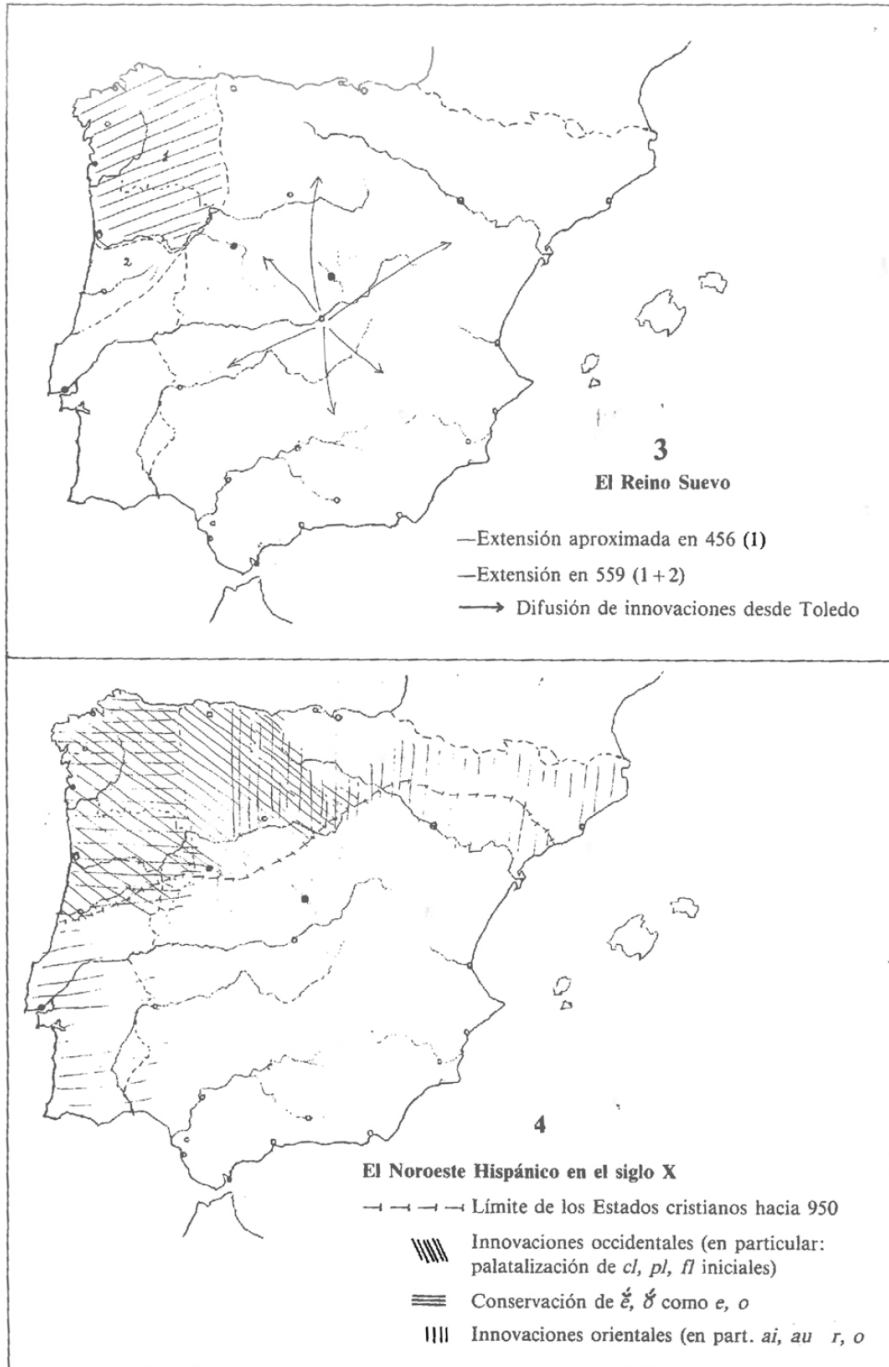 1
2
3
El Reino Suevo
—Extensión aproximada en 456 (1)
—Extensión en 559 (1+2)
⟶ Difusión de innovaciones desde Toledo
4
El Noroeste Hispánico en el siglo X
Límite de los Estados cristianos hacia 950
Innovaciones occidentales (en particular:
palatalización de cl, pl, fl iniciales)
Conservación de ĕ́, ŏ́ como e, o
Innovaciones orientales (en part. ai, au r, o